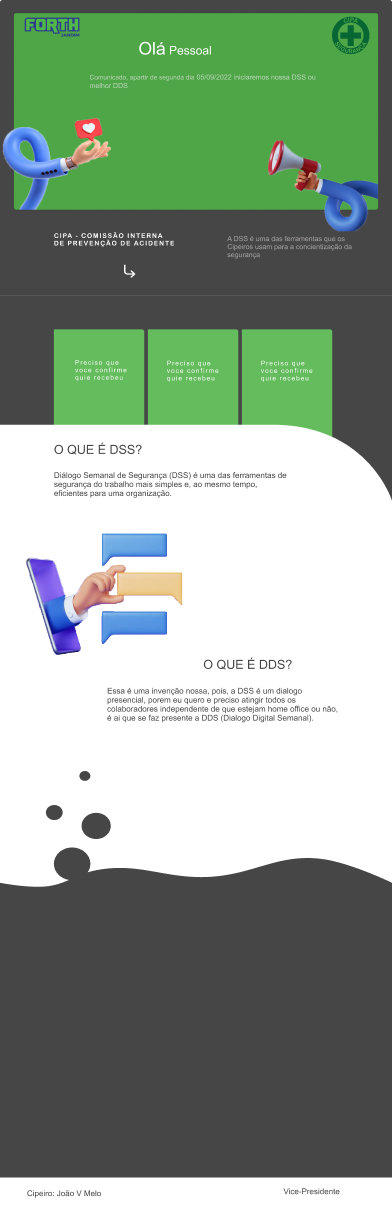 FORTH
JARDIM
CIPA
SEGURANÇA
Olá Pessoal
Comunicado, apartir de segunda dia 05/09/2022 iniciaremos nossa DSS ou
melhor DDS
CIPA - COMISSÃO INTERNA
DE PREVENÇÃO DE ACIDENTE
A DSS é uma das ferramentas que os
Cipeiros usam para a concientização da
segurança
Preciso que
voce confirme
quie recebeu
Preciso que
voce confirme
quie recebeu
Preciso que
voce confirme
quie recebeu
O QUE É DSS?
Diálogo Semanal de Segurança (DSS) é uma das ferramentas de
segurança do trabalho mais simples e, ao mesmo tempo,
eficientes para uma organização.
O QUE É DDS?
Essa é uma invenção nossa, pois, a DSS é um dialogo
presencial, porem eu quero e preciso atingir todos os
colaboradores independente de que estejam home office ou não,
é ai que se faz presente a DDS (Dialogo Digital Semanal).
Cipeiro: João V Melo
Vice-Presidente